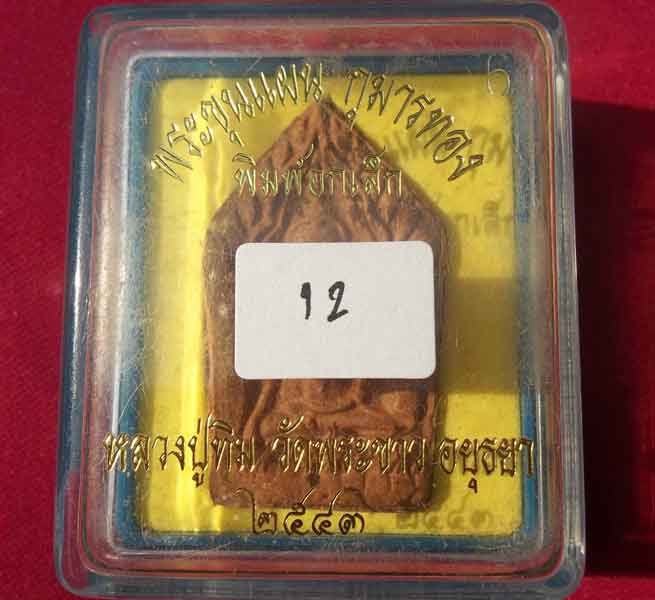 พระขุนแผน กุมารทอง
พิมพ์อกเล็ก
12
หลวงปู่ทิม วัดพระขาว อยุธยา
๒๕๔๓